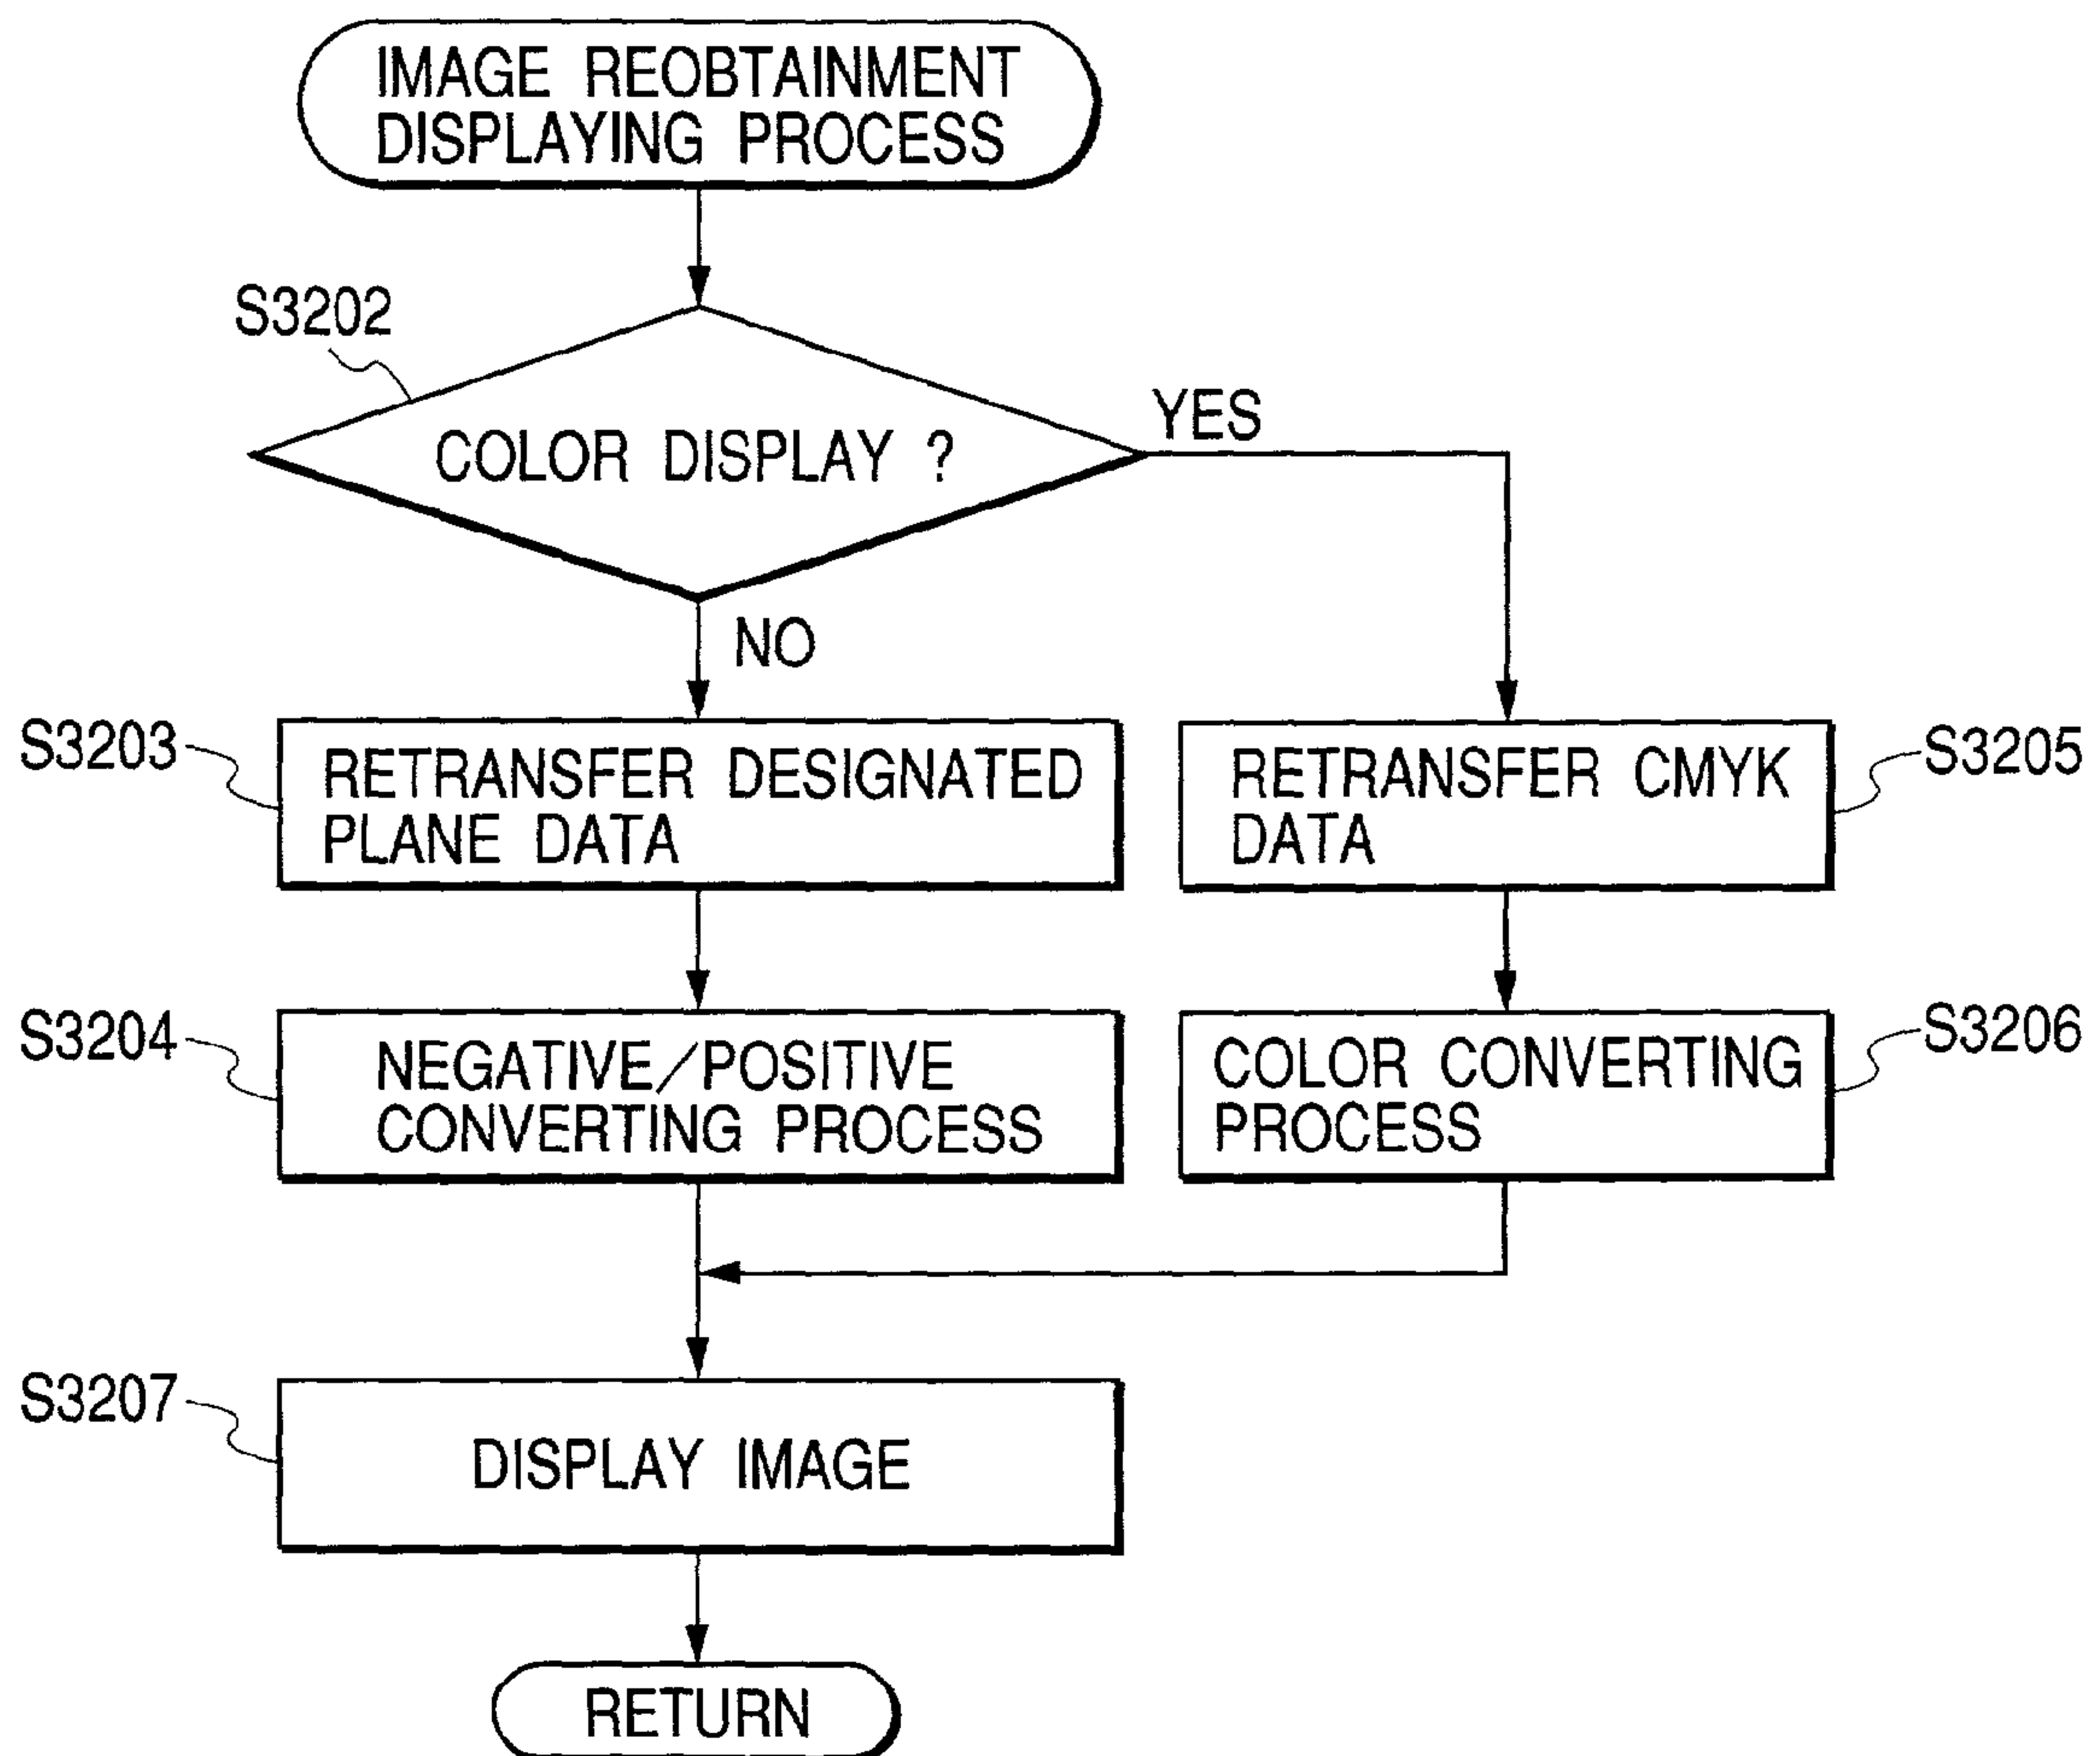 IMAGE REOBTAINMENT
DISPLAYING PROCESS
S3202
COLOR DISPLAY ?
YES
NO
S3203
RETRANSFER DESIGNATED
PLANE DATA
RETRANSFER CMYK
DATA
S3205
S3204
NEGATIVE/POSITIVE
CONVERTING PROCESS
COLOR CONVERTING
PROCESS
S3206
S3207
DISPLAY IMAGE
RETURN